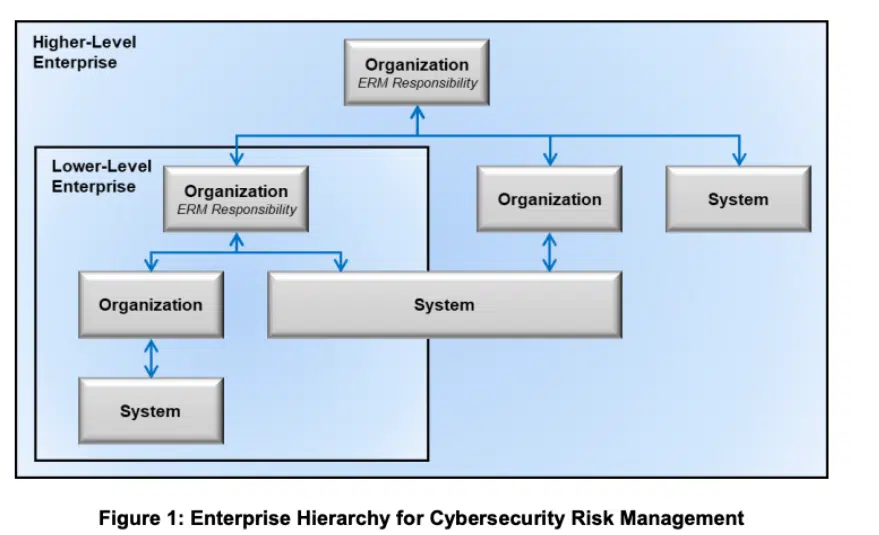 Higher-Level
Enterprise
Organization
ERM Responsibility
Lower-Level
Enterprise
Organization
ERM Responsibility
Organization
System
Organization
System
System
Figure 1: Enterprise Hierarchy for Cybersecurity Risk Management